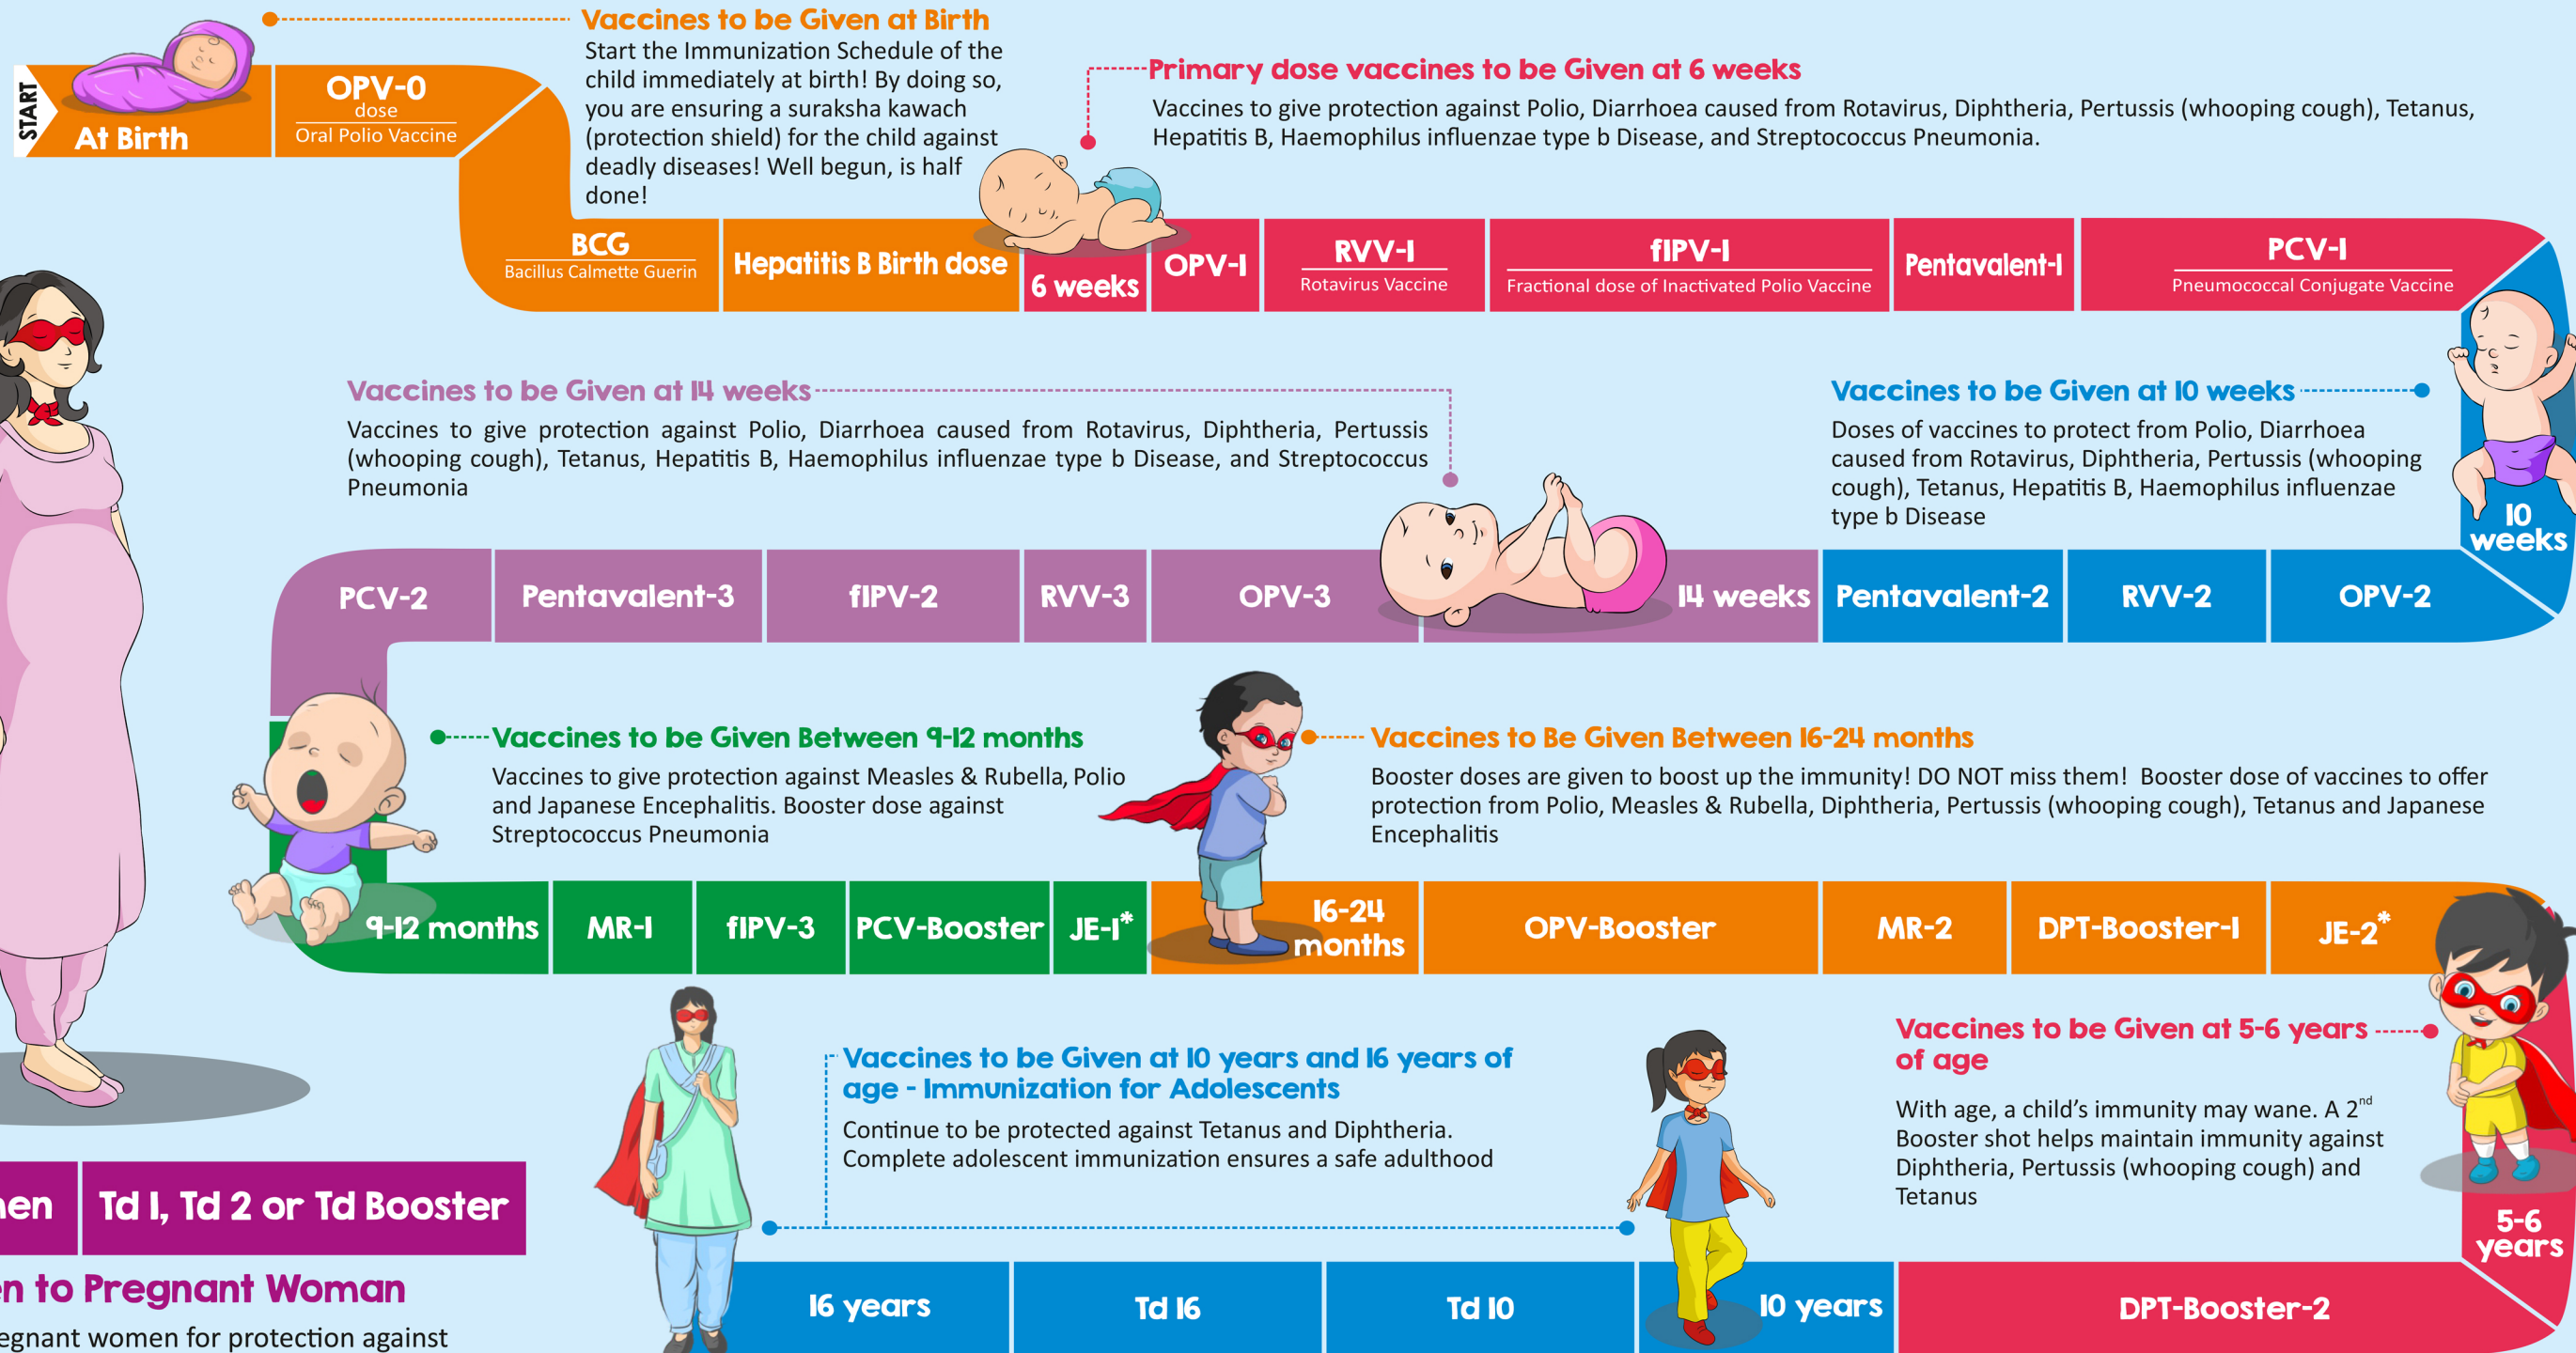 START
At Birth
OPV-0
dose
Oral Polio Vaccine
Vaccines to be Given at Birth
Start the Immunization Schedule of the
child immediately at birth! By doing so,
you are ensuring a suraksha kawach
(protection shield) for the child against
deadly diseases! Well begun, is half
done!
BCG
Bacillus Calmette Guerin
Hepatitis B Birth dose
Primary dose vaccines to be Given at 6 weeks
Vaccines to give protection against Polio, Diarrhoea caused from Rotavirus, Diphtheria, Pertussis (whooping cough), Tetanus,
Hepatitis B, Haemophilus influenzae type b Disease, and Streptococcus Pneumonia.
6 weeks
OPV-1
RVV-1
Rotavirus Vaccine
fIPV-1
Fractional dose of Inactivated Polio Vaccine
Pentavalent-1
PCV-1
Pneumococcal Conjugate Vaccine
Vaccines to be Given at 10 weeks
Doses of vaccines to protect from Polio, Diarrhoea
caused from Rotavirus, Diphtheria, Pertussis (whooping
cough), Tetanus, Hepatitis B, Haemophilus influenzae
type b Disease
10
weeks
OPV-2
RVV-2
Pentavalent-2
Vaccines to be Given at 14 weeks
Vaccines to give protection against Polio, Diarrhoea caused from Rotavirus, Diphtheria, Pertussis
(whooping cough), Tetanus, Hepatitis B, Haemophilus influenzae type b Disease, and Streptococcus
Pneumonia
14 weeks
OPV-3
RVV-3
fIPV-2
Pentavalent-3
PCV-2
Vaccines to be Given Between 9-12 months
Vaccines to give protection against Measles & Rubella, Polio
and Japanese Encephalitis. Booster dose against
Streptococcus Pneumonia
9-12 months
MR-1
fIPV-3
PCV-Booster
JE-1*
Vaccines to Be Given Between 16-24 months
Booster doses are given to boost up the immunity! DO NOT miss them! Booster dose of vaccines to offer
protection from Polio, Measles & Rubella, Diphtheria, Pertussis (whooping cough), Tetanus and Japanese
Encephalitis
16-24
months
OPV-Booster
MR-2
DPT-Booster-1
JE-2*
Vaccines to be Given at 5-6 years
of age
With age, a child's immunity may wane. A 2nd
Booster shot helps maintain immunity against
Diphtheria, Pertussis (whooping cough) and
Tetanus
5-6
years
DPT-Booster-2
Vaccines to be Given at 10 years and 16 years of
age - Immunization for Adolescents
Continue to be protected against Tetanus and Diphtheria.
Complete adolescent immunization ensures a safe adulthood
10 years
Td 10
Td 16
16 years
Td 1, Td 2 or Td Booster
to Pregnant Woman
women for protection against